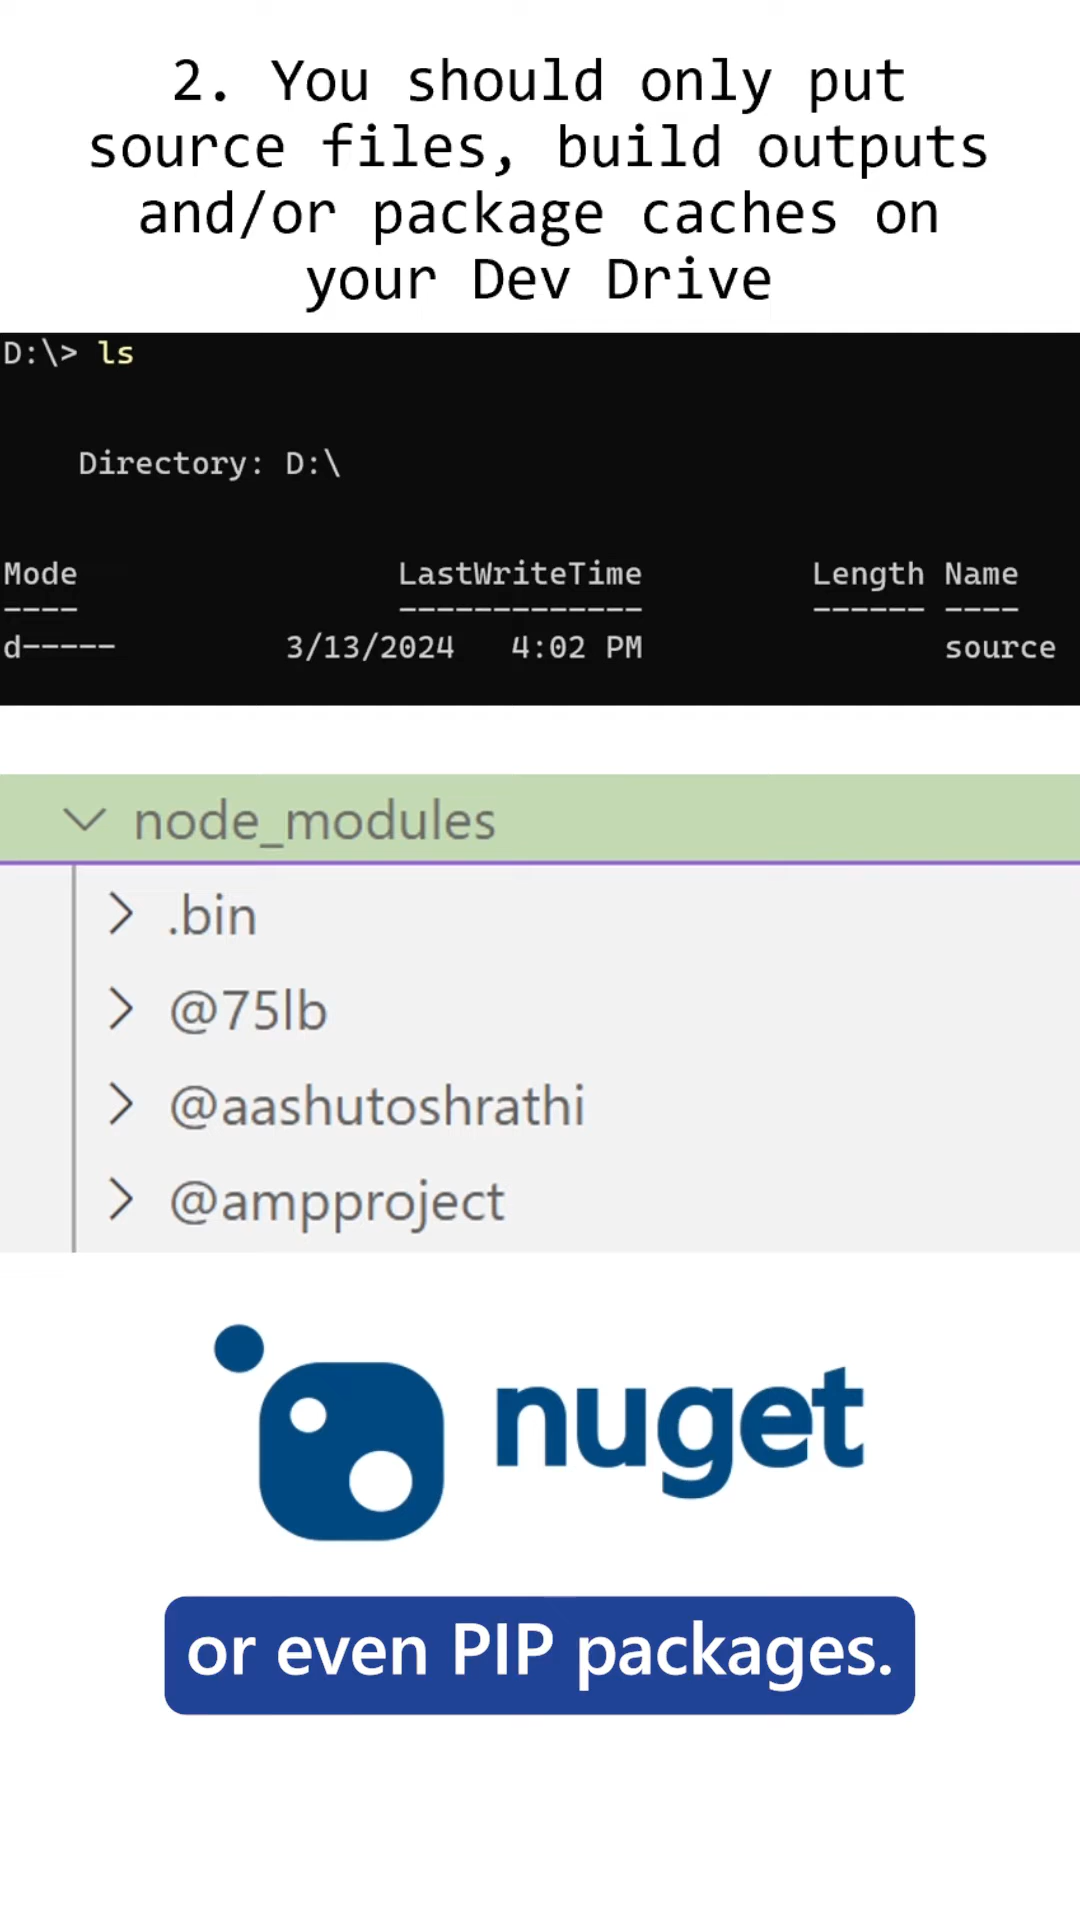 2. You should only put
source files, build outputs
and/or package caches on
your Dev Drive
D:\> ls
Directory: D:\
Mode LastWriteTime Length Name
---- ------------- ------ ----
d----- 3/13/2024 4:02 PM source
node_modules
.bin
@75lb
@aashutoshrathi
@ampproject
nuget
or even PIP packages.